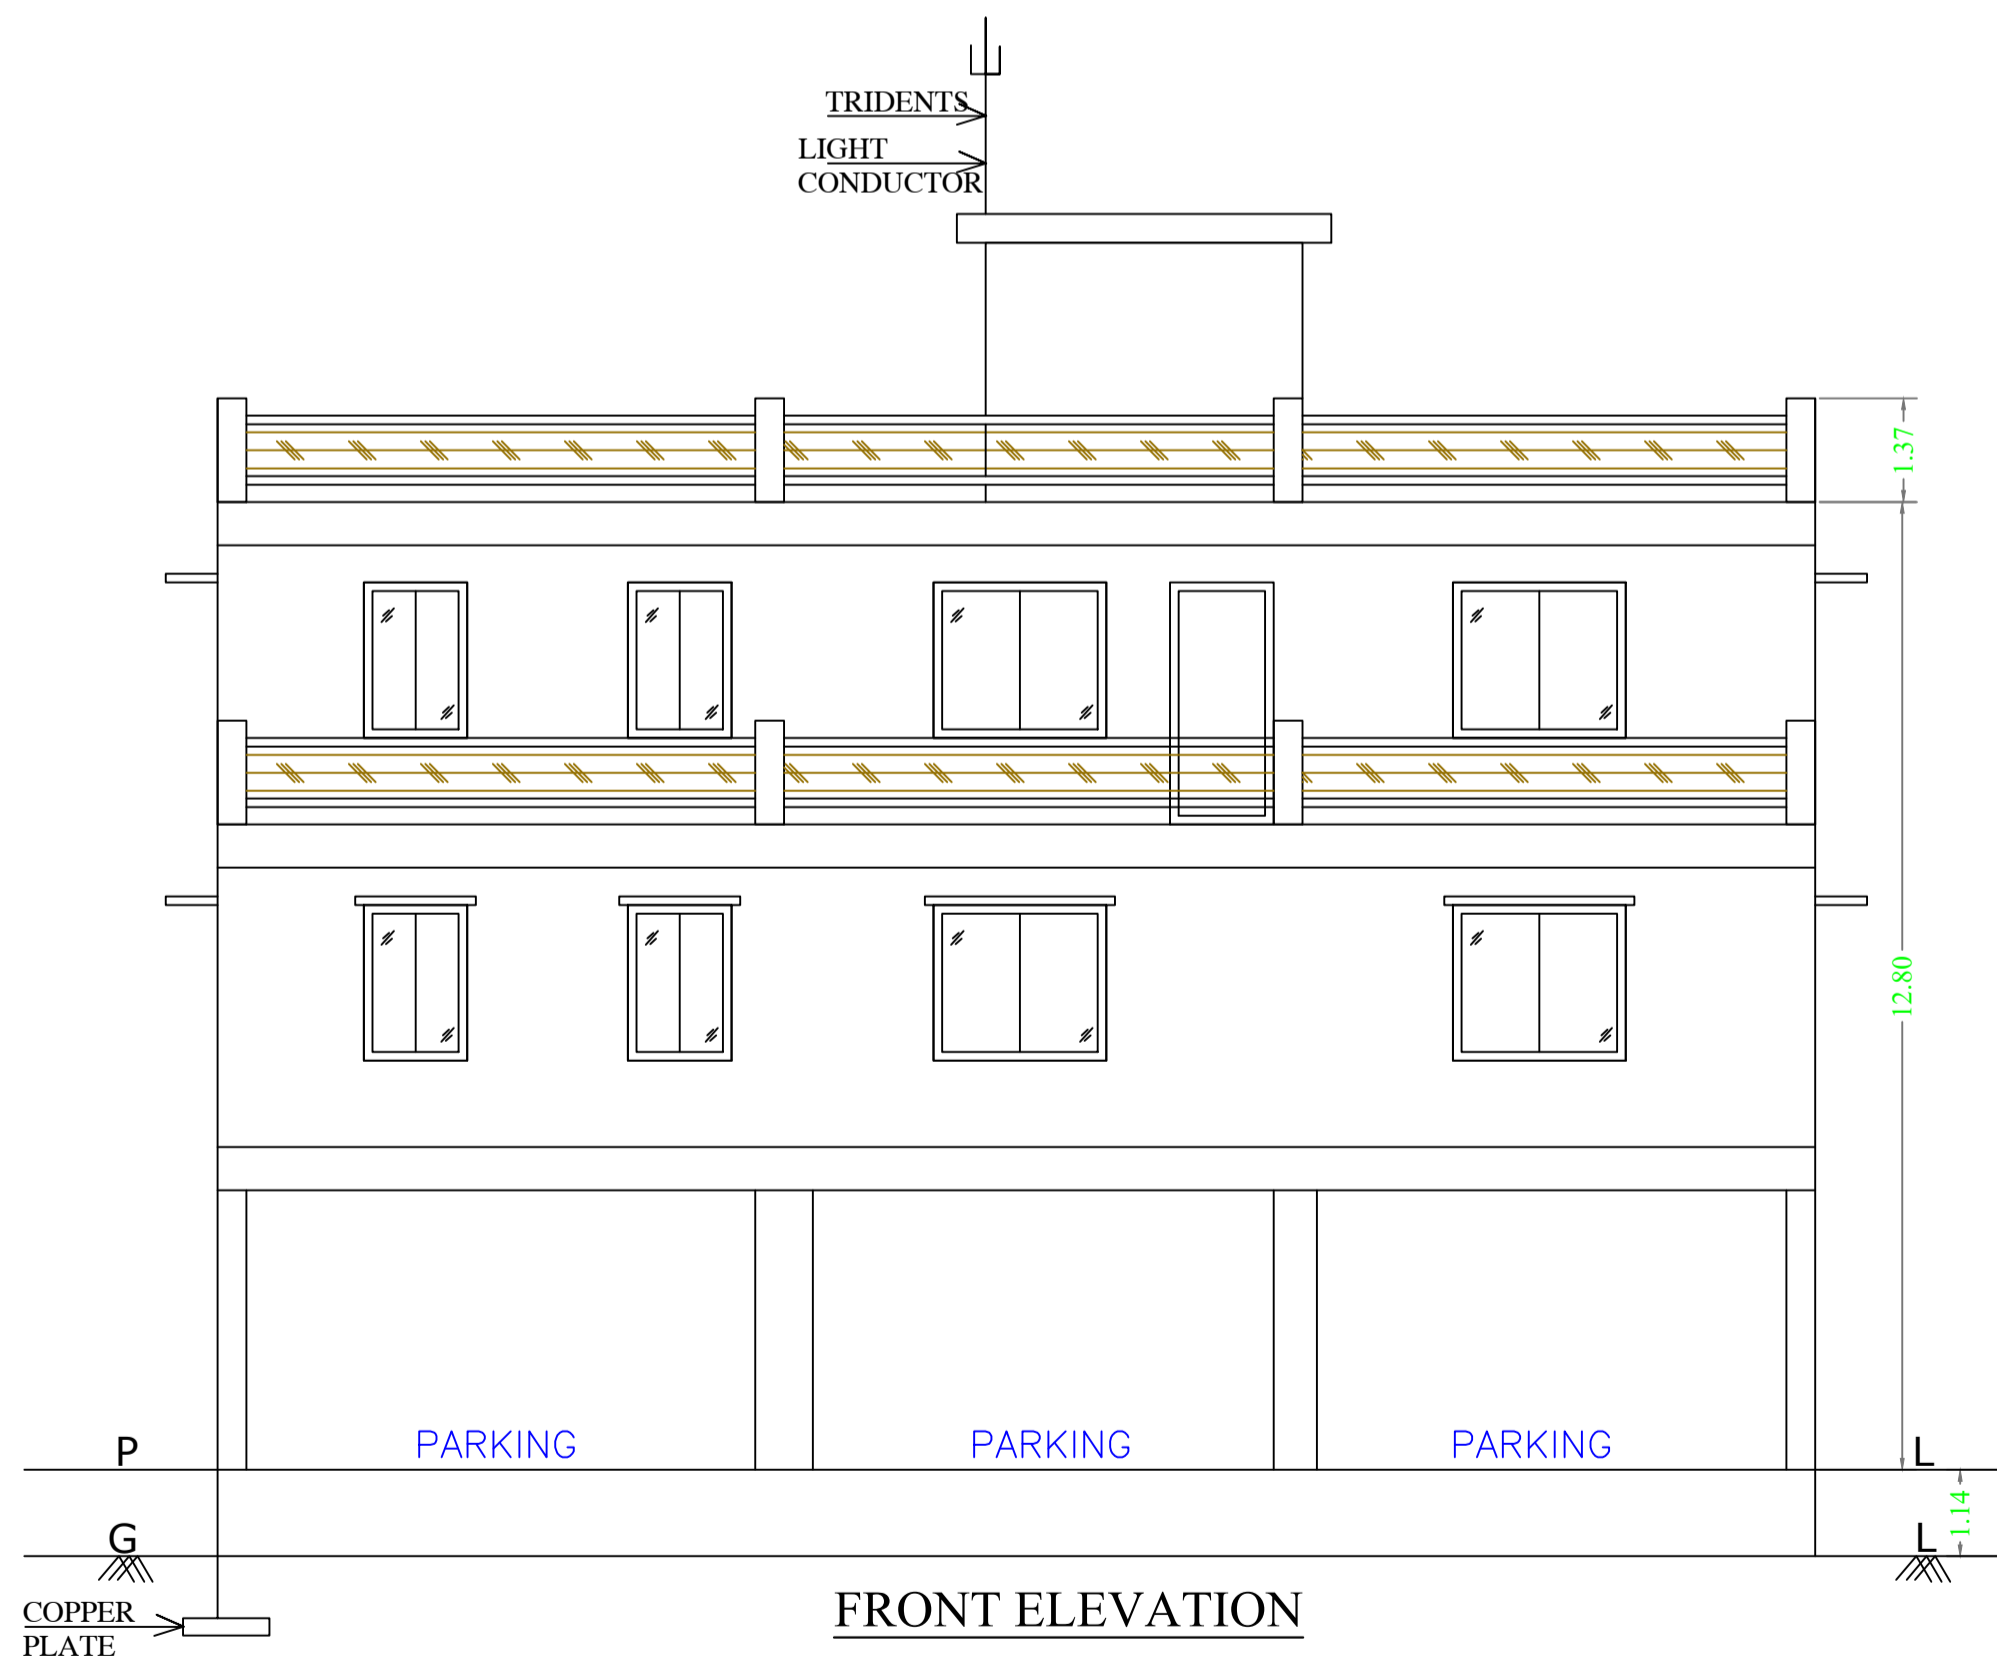 TRIDENTS
LIGHT
CONDUCTOR
1.37
12.80
PARKING PARKING PARKING
P L
1.14
G L
COPPER
PLATE
FRONT ELEVATION